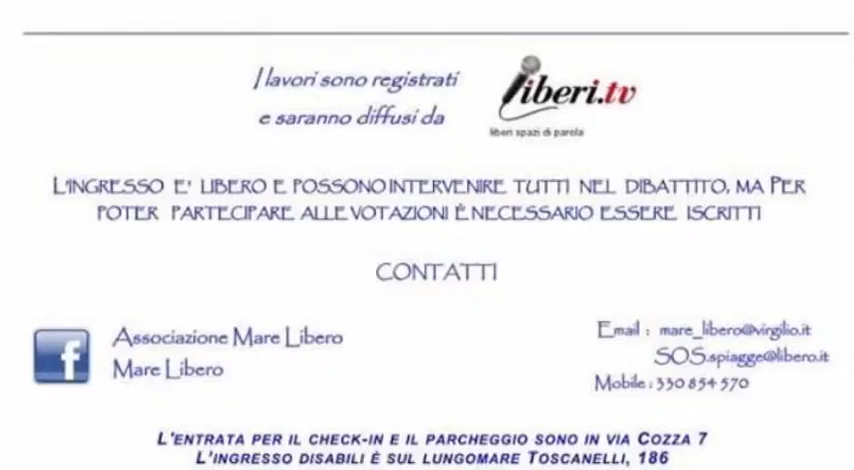 I lavori sono registrati
e saranno diffusi da
liberi.tv
liberi spazi di parola
L'INGRESSO E' LIBERO E POSSONO INTERVENIRE TUTTI NEL DIBATTITO, MA PER
POTER PARTECIPARE ALLE VOTAZIONI È NECESSARIO ESSERE ISCRITTI
CONTATTI
f
Associazione Mare Libero
Mare Libero
Email : mare_libero@virgilio.it
SOS.spiagge@libero.it
Mobile : 330 854 570
L'ENTRATA PER IL CHECK-IN E IL PARCHEGGIO SONO IN VIA COZZA 7
L'INGRESSO DISABILI È SUL LUNGOMARE TOSCANELLI, 186